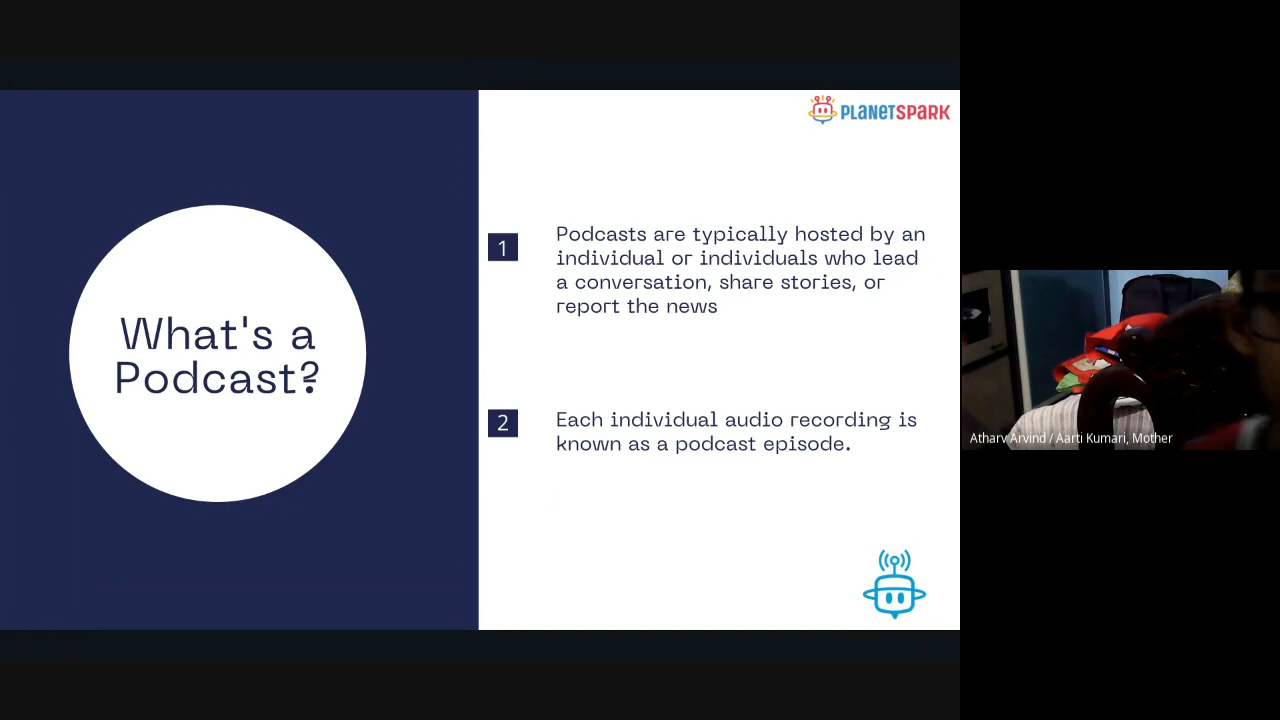 PLANETSPARK
What's a
Podcast?
1
Podcasts are typically hosted by an
individual or individuals who lead
a conversation, share stories, or
report the news
2
Each individual audio recording is
known as a podcast episode.
Atharv Arvind / Aarti Kumari, Mother